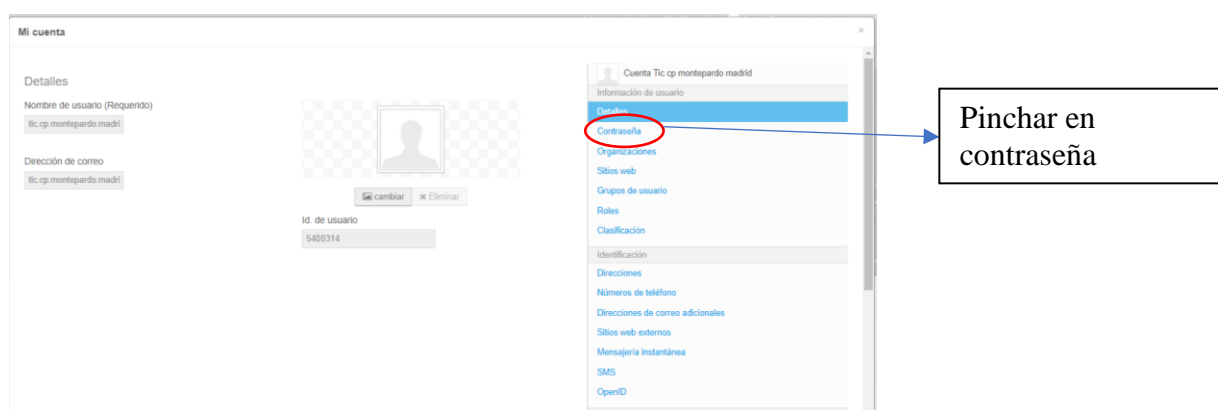 Mi cuenta
×
Detalles
Nombre de usuario (Requerido)
tic.cp.montepardo.madri
Dirección de correo
tic.cp.montepardo.madri
cambiar
× Eliminar
Id. de usuario
5400314
Cuenta Tic cp montepardo madrid
Información de usuario
Detalles
Contraseña
Organizaciones
Sitios web
Grupos de usuario
Roles
Clasificación
Identificación
Direcciones
Números de teléfono
Direcciones de correo adicionales
Sitios web externos
Mensajería instantánea
SMS
OpenID
Pinchar en
contraseña